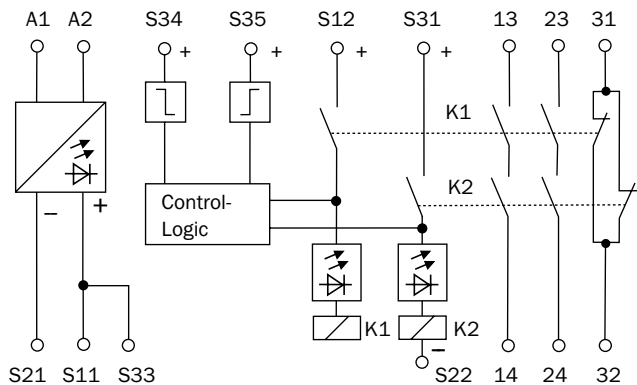 A1 A2 S34 S35 S12 S31 13 23 31
+ + + +
K1
K2
Control-
Logic
− +
K1 K2
−
S21 S11 S33 S22 14 24 32